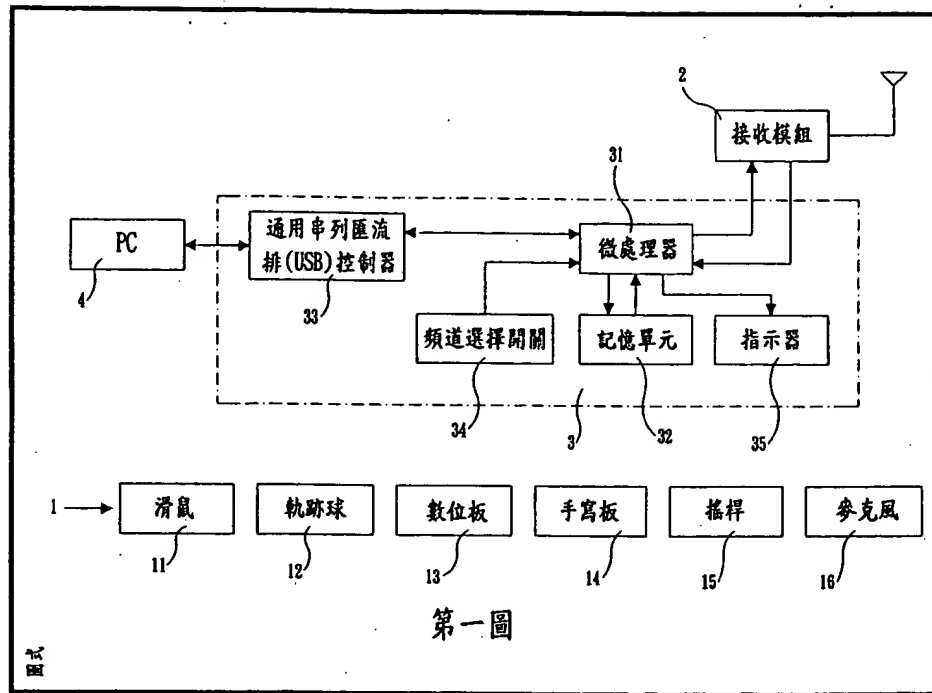 2
接收模組
31
PC
4
通用串列匯流
排(USB)控制器
33
微處理器
頻道選擇開關
34
記憶單元
32
指示器
35
3
1
滑鼠
11
軌跡球
12
數位板
13
手寫板
14
搖桿
15
麥克風
16
第一圖
圖式